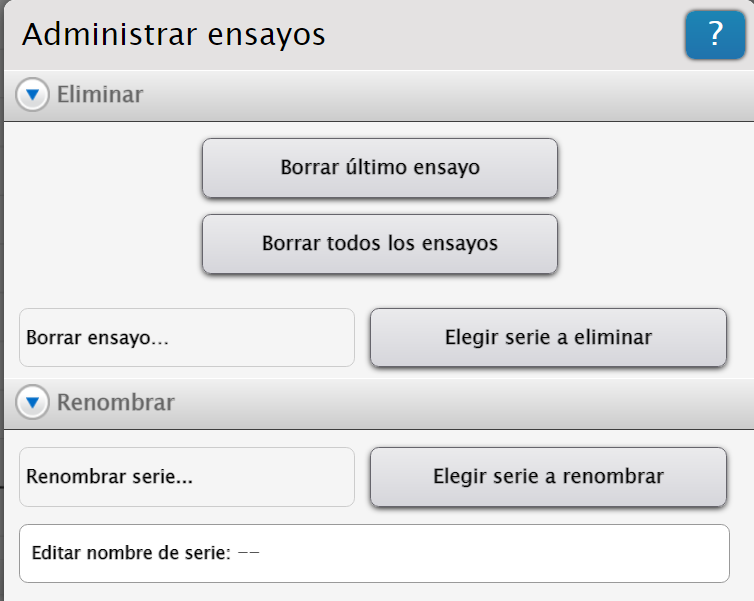 Administrar ensayos
?
Eliminar
Borrar último ensayo
Borrar todos los ensayos
Borrar ensayo...
Elegir serie a eliminar
Renombrar
Renombrar serie...
Elegir serie a renombrar
Editar nombre de serie: --